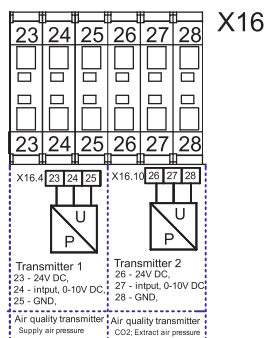 X16
23 24 25 26 27 28
23 24 25 26 27 28
X16.4 23 24 25
X16.10 26 27 28
U
P
U
P
Transmitter 1
23 - 24V DC,
24 - intput, 0-10V DC
25 - GND,
Transmitter 2
26 - 24V DC,
27 - intput, 0-10V DC
28 - GND,
Air quality transmitter
Supply air pressure
Air quality transmitter
CO2; Extract air pressure